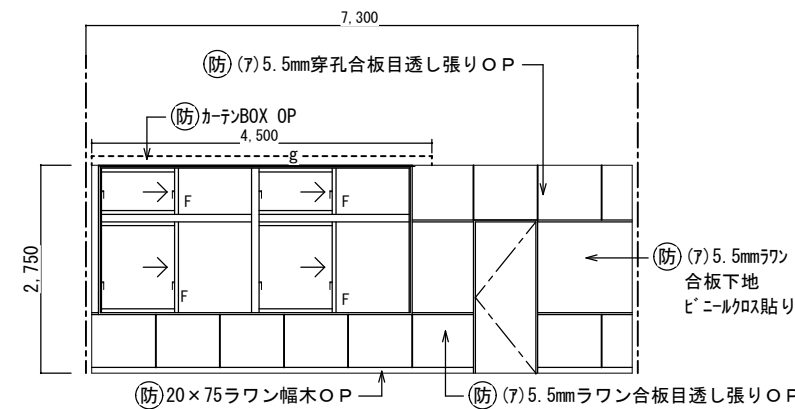 7,300
防 (ｱ)5.5mm穿孔合板目透し張りＯＰ
防 ｶｰﾃﾝBOX OP
4,500
g
F
F
F
F
2,750
防 (ｱ)5.5mmﾗﾜﾝ
合板下地
ﾋﾞﾆｰﾙｸﾛｽ貼り
防 20×75ラワン幅木ＯＰ
防 (ｱ)5.5mmラワン合板目透し張りＯＰ